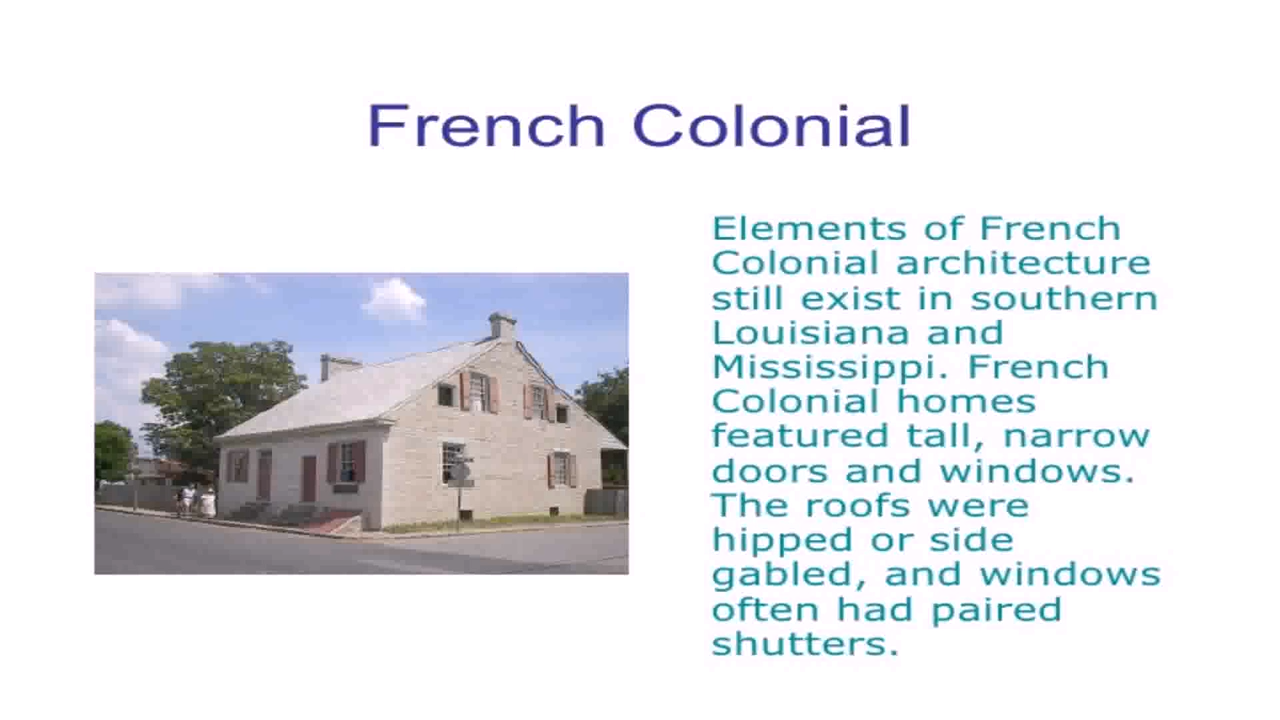 French Colonial
Elements of French
Colonial architecture
still exist in southern
Louisiana and
Mississippi. French
Colonial homes
featured tall, narrow
doors and windows.
The roofs were
hipped or side
gabled, and windows
often had paired
shutters.